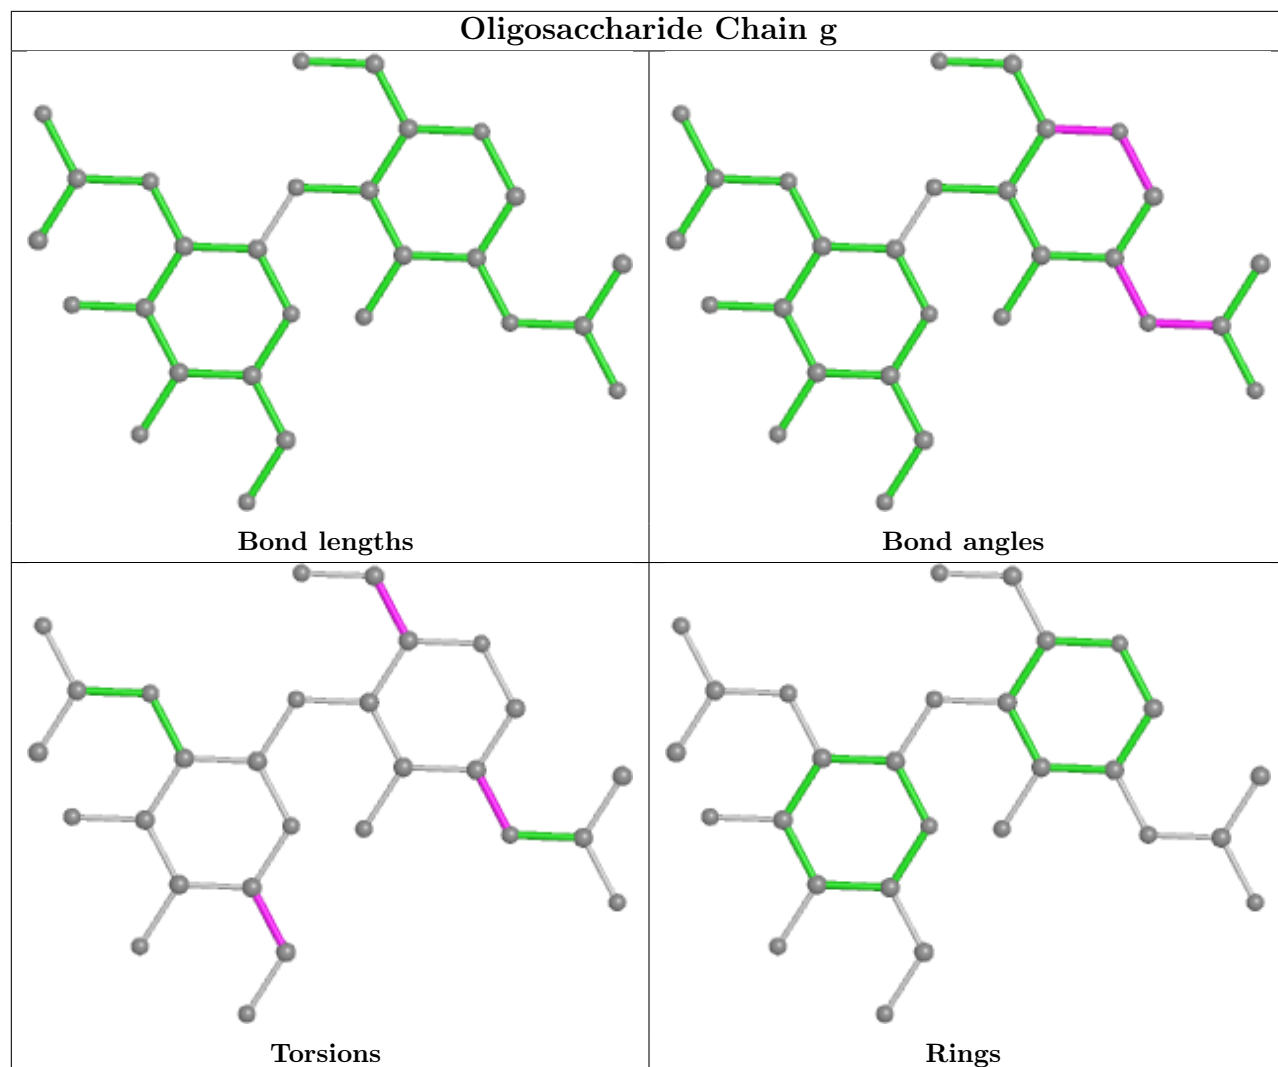 Oligosaccharide Chain g
Bond lengths
Bond angles
Torsions
Rings